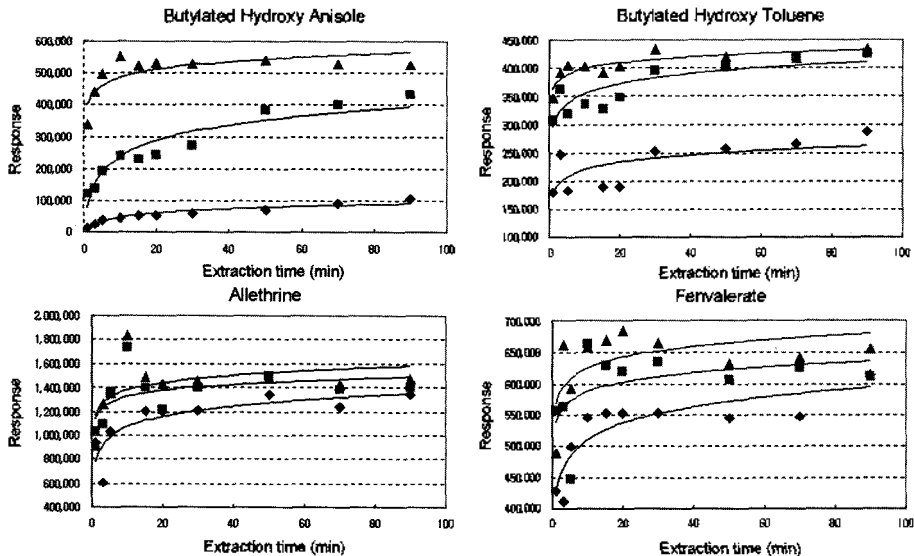 Butylated Hydroxy Anisole
600,000
500,000
400,000
300,000
200,000
100,000
0
Response
0 20 40 60 80 100
Extraction time (min)
Butylated Hydroxy Toluene
450,000
400,000
350,000
300,000
250,000
200,000
150,000
100,000
Response
0 20 40 60 80 100
Extraction time (min)
Allethrine
2,000,000
1,800,000
1,600,000
1,400,000
1,200,000
1,000,000
800,000
600,000
400,000
Response
0 20 40 60 80 100
Extraction time (min)
Fenvalerate
700,000
650,000
600,000
550,000
500,000
450,000
400,000
Response
0 20 40 60 80 100
Extraction time (min)